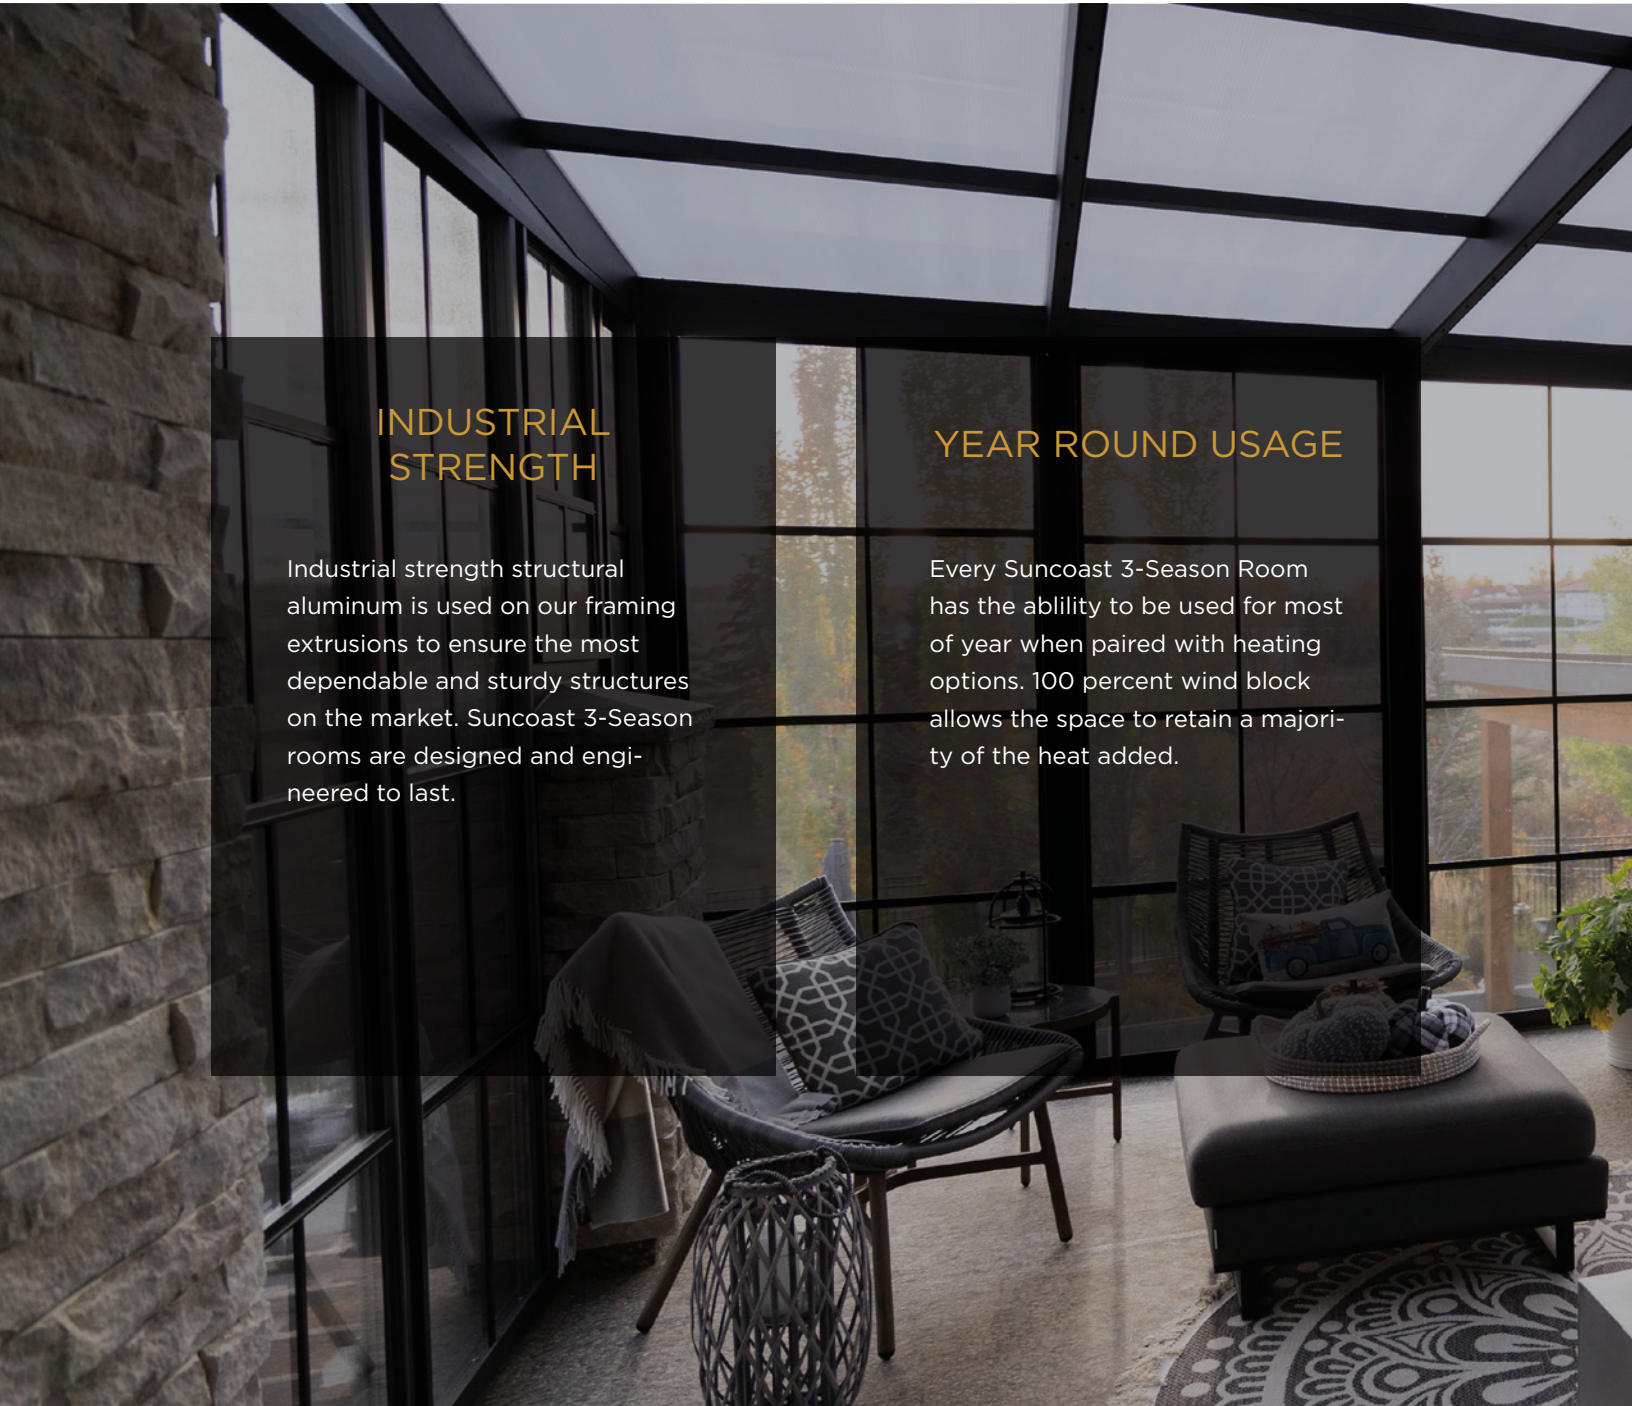 INDUSTRIAL
STRENGTH
Industrial strength structural
aluminum is used on our framing
extrusions to ensure the most
dependable and sturdy structures
on the market. Suncoast 3-Season
rooms are designed and engi-
neered to last.
YEAR ROUND USAGE
Every Suncoast 3-Season Room
has the ablility to be used for most
of year when paired with heating
options. 100 percent wind block
allows the space to retain a majori-
ty of the heat added.